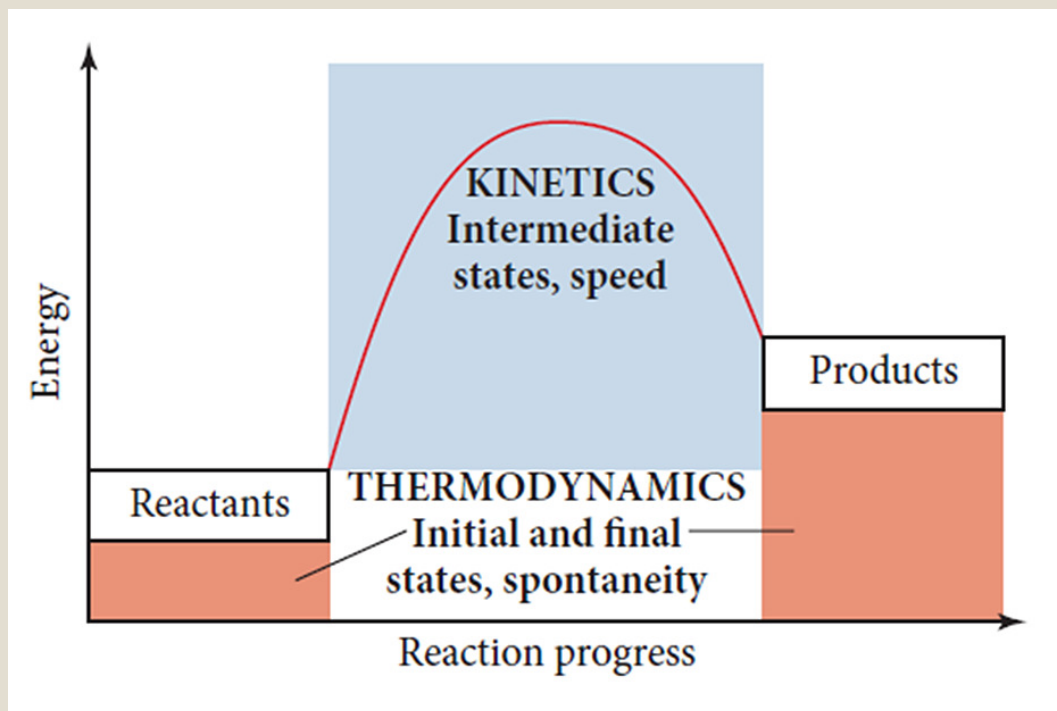 Energy
KINETICS
Intermediate
states, speed
Products
Reactants
THERMODYNAMICS
Initial and final
states, spontaneity
Reaction progress